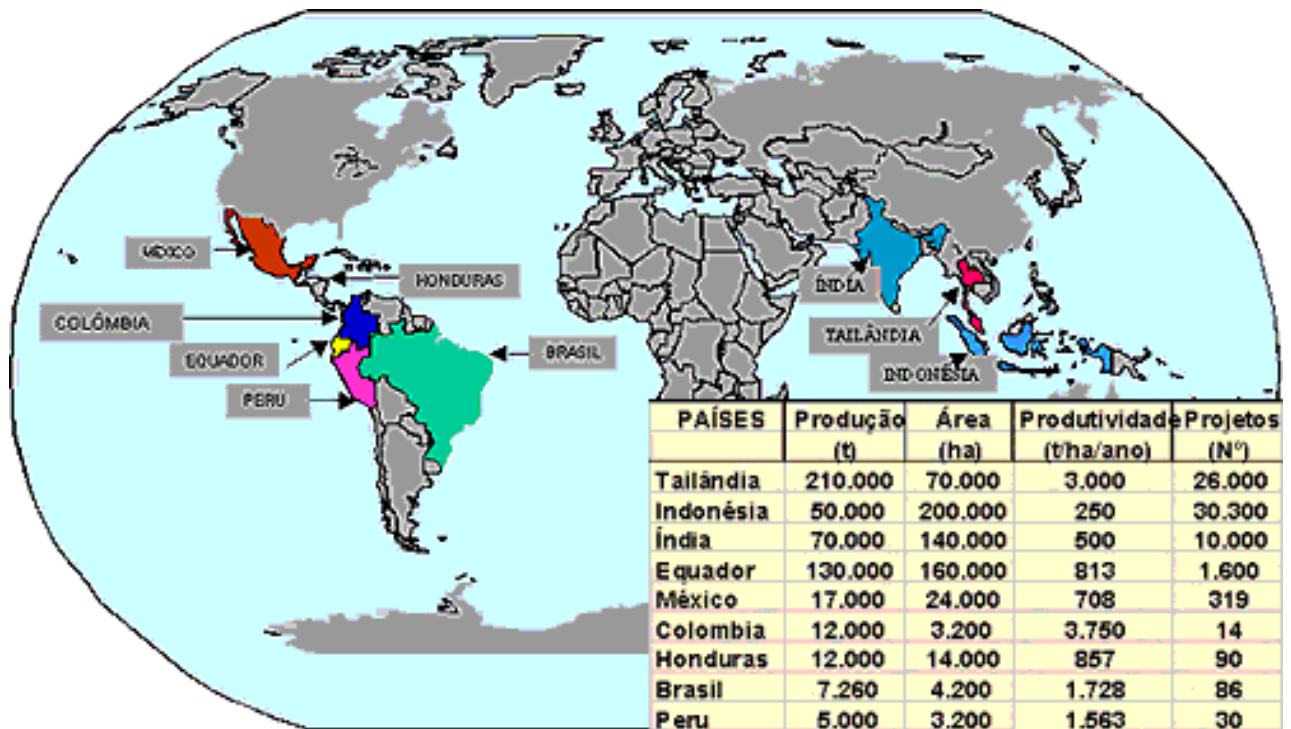 MÉXICO
HONDURAS
COLÔMBIA
EQUADOR
PERU
BRASIL
ÍNDIA
TAILÂNDIA
INDONÉSIA
PAÍSES Produção Área Produtividade Projetos
(t) (ha) (t/ha/ano) (Nº)
Tailândia 210.000 70.000 3.000 26.000
Indonésia 50.000 200.000 250 30.300
Índia 70.000 140.000 500 10.000
Equador 130.000 160.000 813 1.600
México 17.000 24.000 708 319
Colombia 12.000 3.200 3.750 14
Honduras 12.000 14.000 857 90
Brasil 7.260 4.200 1.728 86
Peru 5.000 3.200 1.563 30